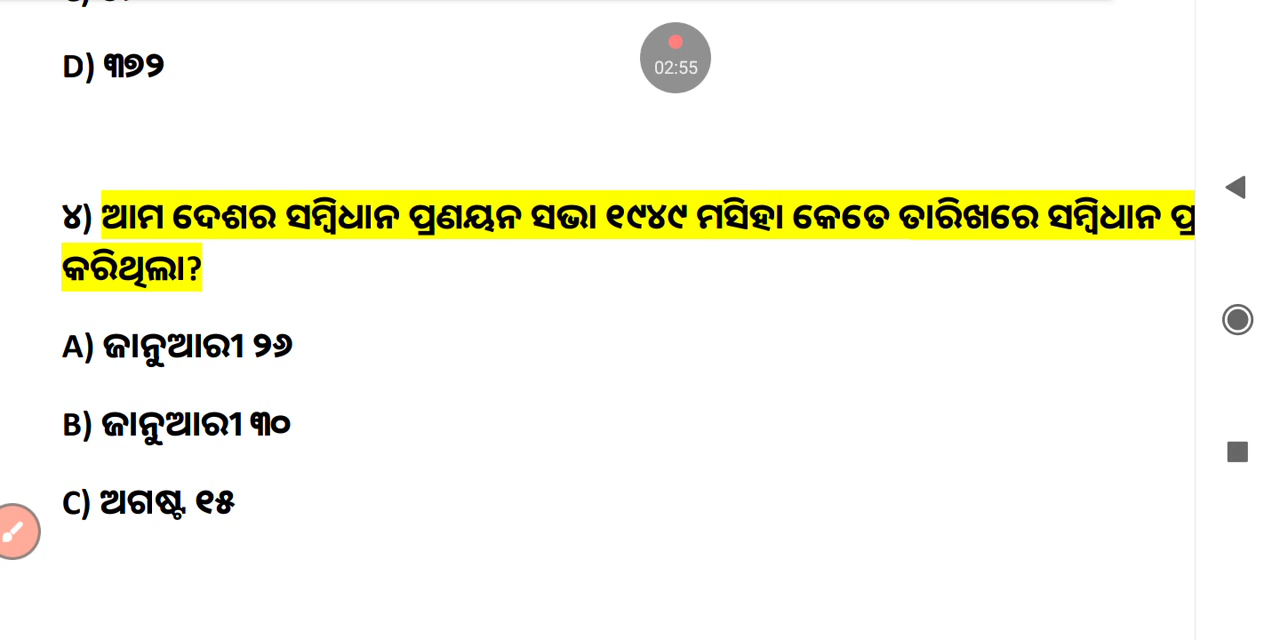 D) ୩୭୨
02:55
୪) ଆମ ଦେଶର ସମ୍ବିଧାନ ପ୍ରଣୟନ ସଭା ୧୯୪୯ ମସିହା କେତେ ତାରିଖରେ ସମ୍ବିଧାନ
କରିଥିଲା?
A) ଜାନୁଆରୀ ୨୬
B) ଜାନୁଆରୀ ୩୦
C) ଅଗଷ୍ଟ ୧୫